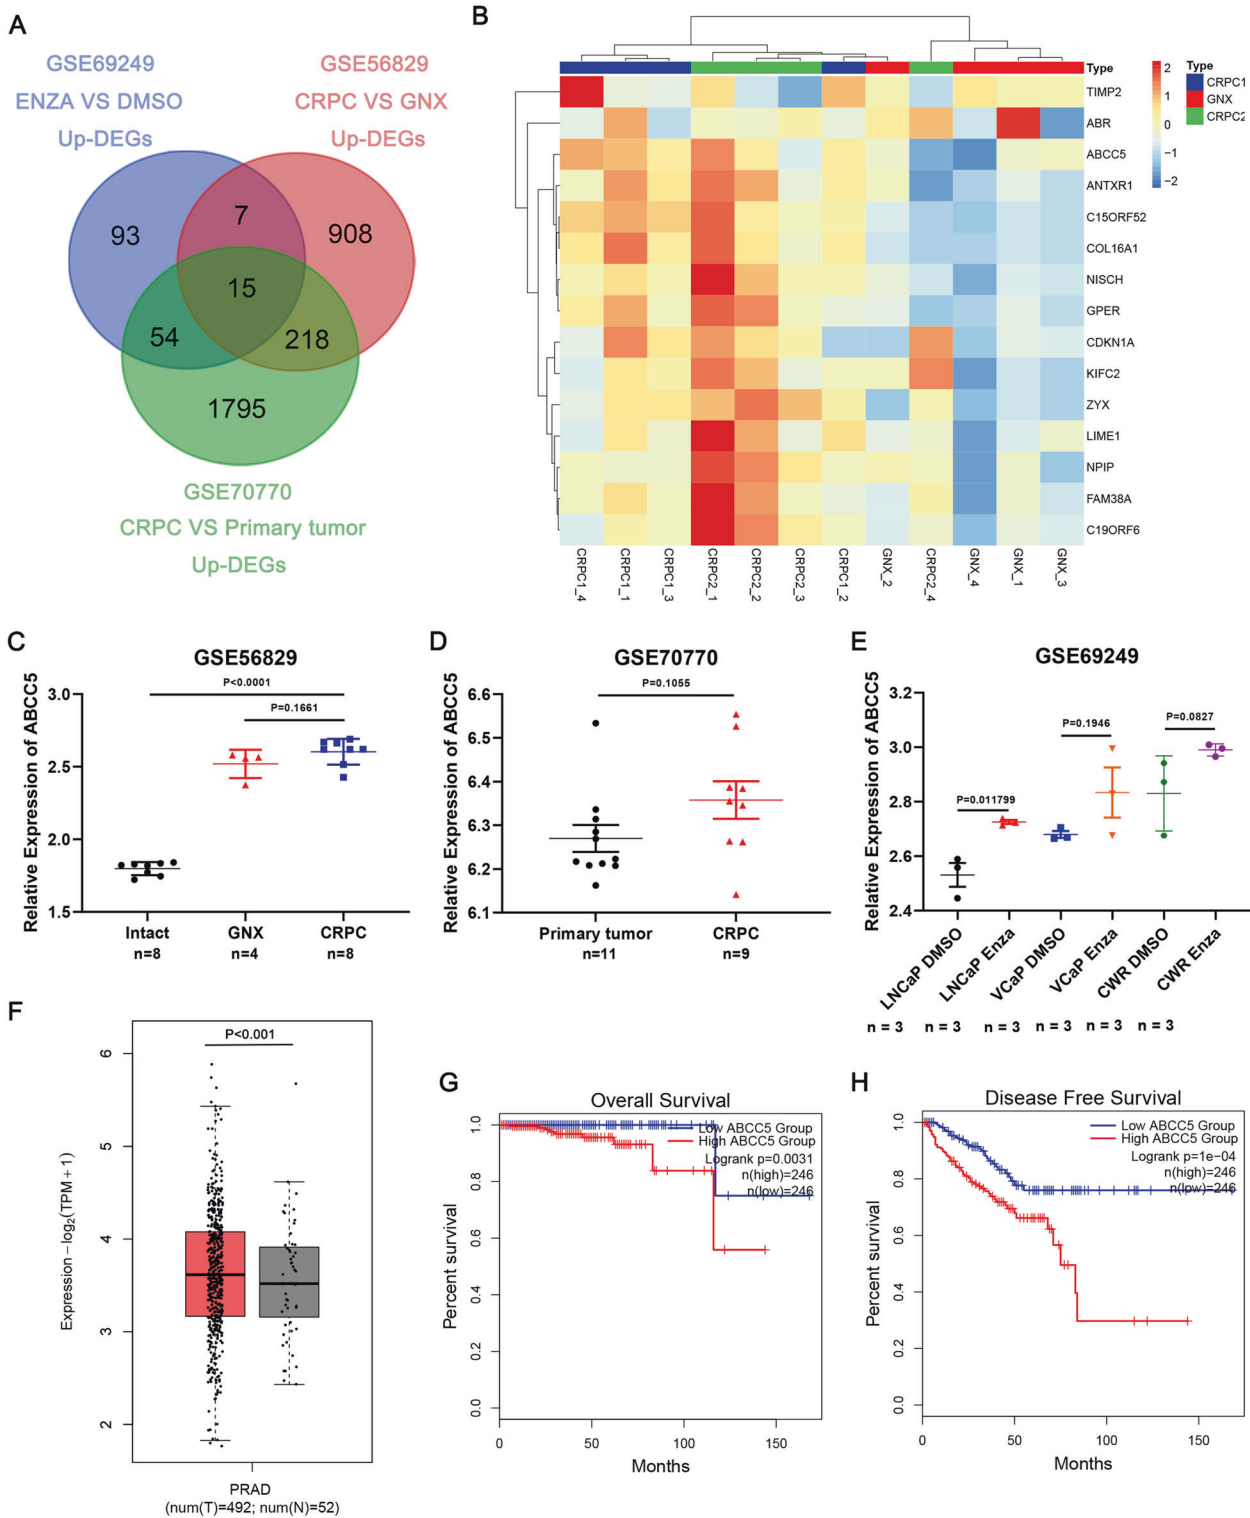 A
GSE69249
ENZA VS DMSO
Up-DEGs
GSE56829
CRPC VS GNX
Up-DEGs
93
7
908
15
54
218
1795
GSE70770
CRPC VS Primary tumor
Up-DEGs
B
Type
TIMP2
ABR
ABCC5
ANTXR1
C15ORF52
COL16A1
NISCH
GPER
CDKN1A
KIFC2
ZYX
LIME1
NPIP
FAM38A
C19ORF6
CRPC1_4
CRPC1_1
CRPC1_3
CRPC2_1
CRPC2_2
CRPC2_3
CRPC1_2
GNX_2
CRPC2_4
GNX_4
GNX_1
GNX_3
2
1
0
−1
−2
Type
CRPC1
GNX
CRPC2
C
GSE56829
P<0.0001
P=0.1661
Relative Expression of ABCC5
3.0
2.5
2.0
1.5
Intact GNX CRPC
n=8 n=4 n=8
D
GSE70770
P=0.1055
Relative Expression of ABCC5
6.6
6.5
6.4
6.3
6.2
6.1
Primary tumor CRPC
n=11 n=9
E
GSE69249
P=0.011799
P=0.1946
P=0.0827
Relative Expression of ABCC5
3.2
3.0
2.8
2.6
2.4
LNCaP DMSO
LNCaP Enza
VCaP DMSO
VCaP Enza
CWR DMSO
CWR Enza
n = 3 n = 3 n = 3 n = 3 n = 3 n = 3
F
P<0.001
Expression − log₂(TPM + 1)
6
5
4
3
2
PRAD
(num(T)=492; num(N)=52)
G
Overall Survival
Low ABCC5 Group
High ABCC5 Group
Logrank p=0.0031
n(high)=246
n(low)=246
Percent survival
1.0
0.8
0.6
0.4
0.2
0.0
0 50 100 150
Months
H
Disease Free Survival
Low ABCC5 Group
High ABCC5 Group
Logrank p=1e−04
n(high)=246
n(low)=246
Percent survival
1.0
0.8
0.6
0.4
0.2
0.0
0 50 100 150
Months